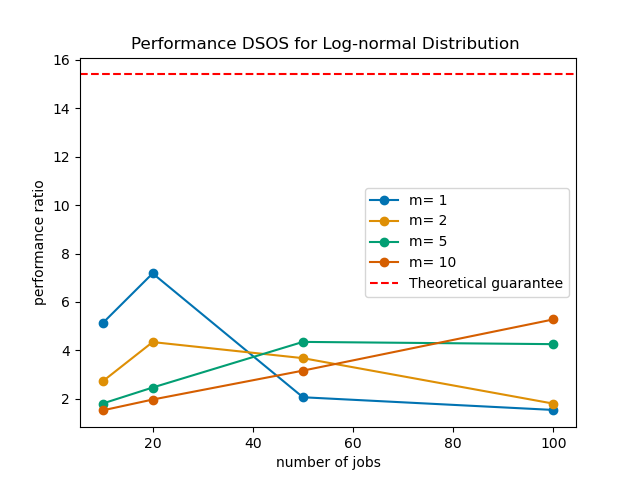 Performance DSOS for Log-normal Distribution
performance ratio
16
14
12
10
8
6
4
2
m= 1
m= 2
m= 5
m= 10
Theoretical guarantee
20
40
60
80
100
number of jobs